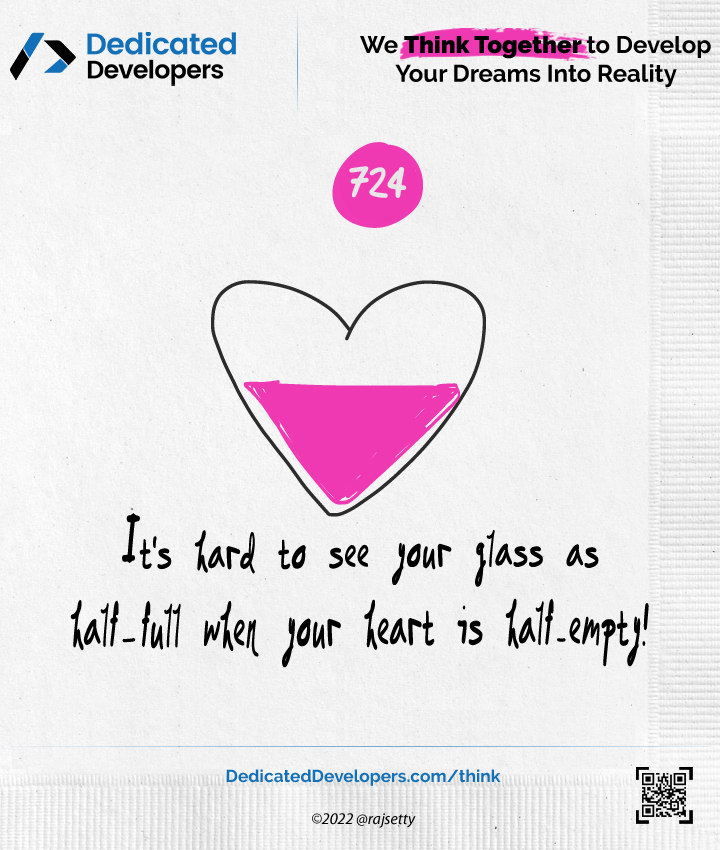 Dedicated
Developers
We Think Together to Develop
Your Dreams Into Reality
724
It's hard to see your glass as
half-full when your heart is half-empty!
DedicatedDevelopers.com/think
©2022 @rajsetty